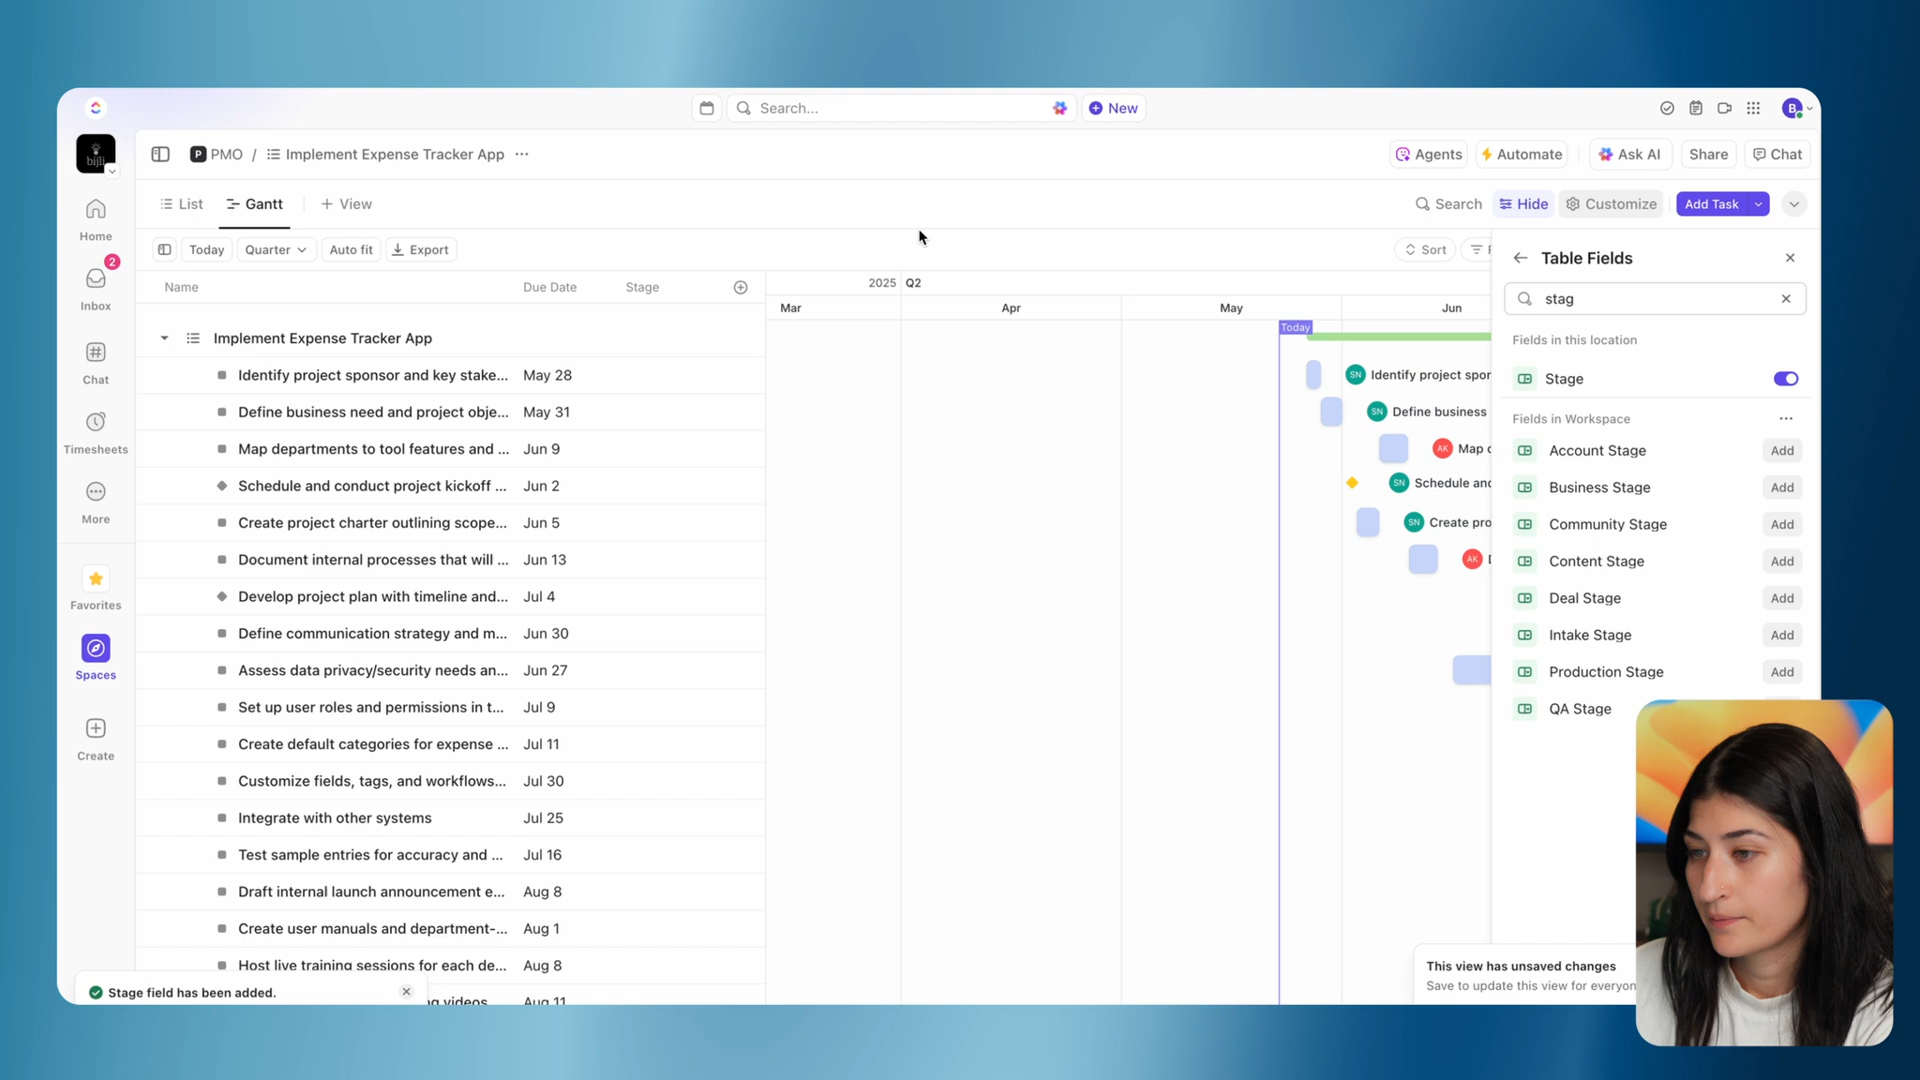 Search...
New
B
bijli
P PMO / Implement Expense Tracker App ...
Agents
Automate
Ask AI
Share
Chat
List
Gantt
+ View
Search
Hide
Customize
Add Task
Today
Quarter
Auto fit
Export
Sort
Home
2
Inbox
Chat
Timesheets
More
Favorites
Spaces
Create
Name Due Date Stage
2025 Q2
Mar Apr May Jun
Today
Implement Expense Tracker App
Identify project sponsor and key stake... May 28
Define business need and project obje... May 31
Map departments to tool features and ... Jun 9
Schedule and conduct project kickoff ... Jun 2
Create project charter outlining scope... Jun 5
Document internal processes that will ... Jun 13
Develop project plan with timeline and... Jul 4
Define communication strategy and m... Jun 30
Assess data privacy/security needs an... Jun 27
Set up user roles and permissions in t... Jul 9
Create default categories for expense ... Jul 11
Customize fields, tags, and workflows... Jul 30
Integrate with other systems Jul 25
Test sample entries for accuracy and ... Jul 16
Draft internal launch announcement e... Aug 8
Create user manuals and department-... Aug 1
Host live training sessions for each de... Aug 8
videos Aug 11
Stage field has been added.
SN Identify project spor
SN Define business
AK Map
SN Schedule and
SN Create pro
AK
Table Fields
stag
Fields in this location
Stage
Fields in Workspace ...
Account Stage Add
Business Stage Add
Community Stage Add
Content Stage Add
Deal Stage Add
Intake Stage Add
Production Stage Add
QA Stage
This view has unsaved changes
Save to update this view for everyon